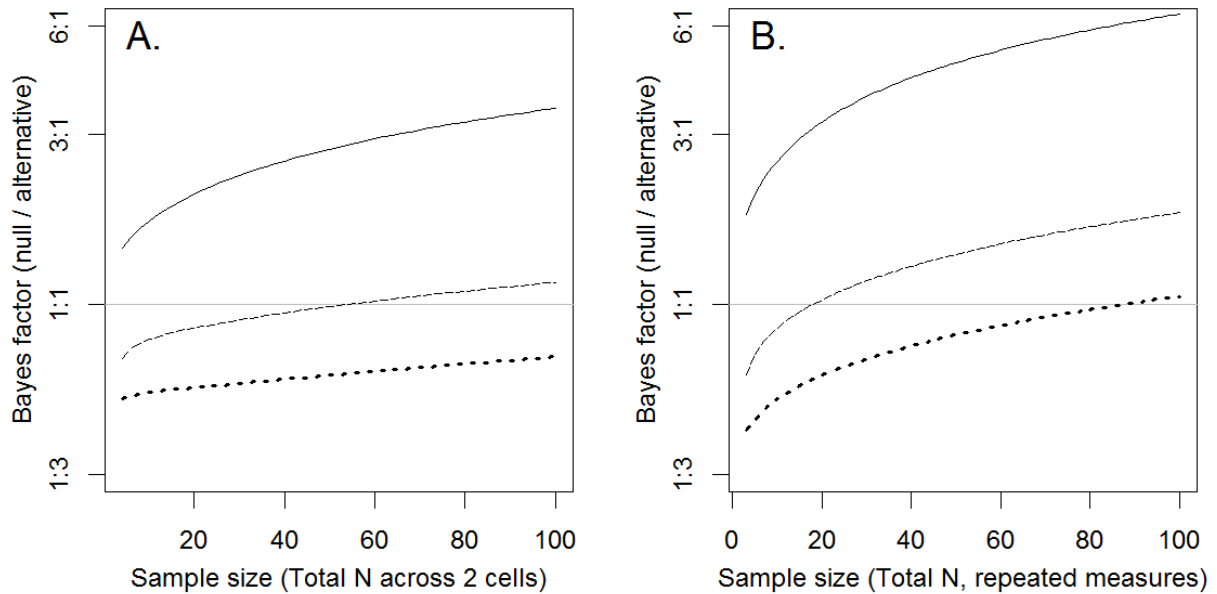 A.
Bayes factor (null / alternative)
6:1
3:1
1:1
1:3
20 40 60 80 100
Sample size (Total N across 2 cells)
B.
Bayes factor (null / alternative)
6:1
3:1
1:1
1:3
0 20 40 60 80 100
Sample size (Total N, repeated measures)